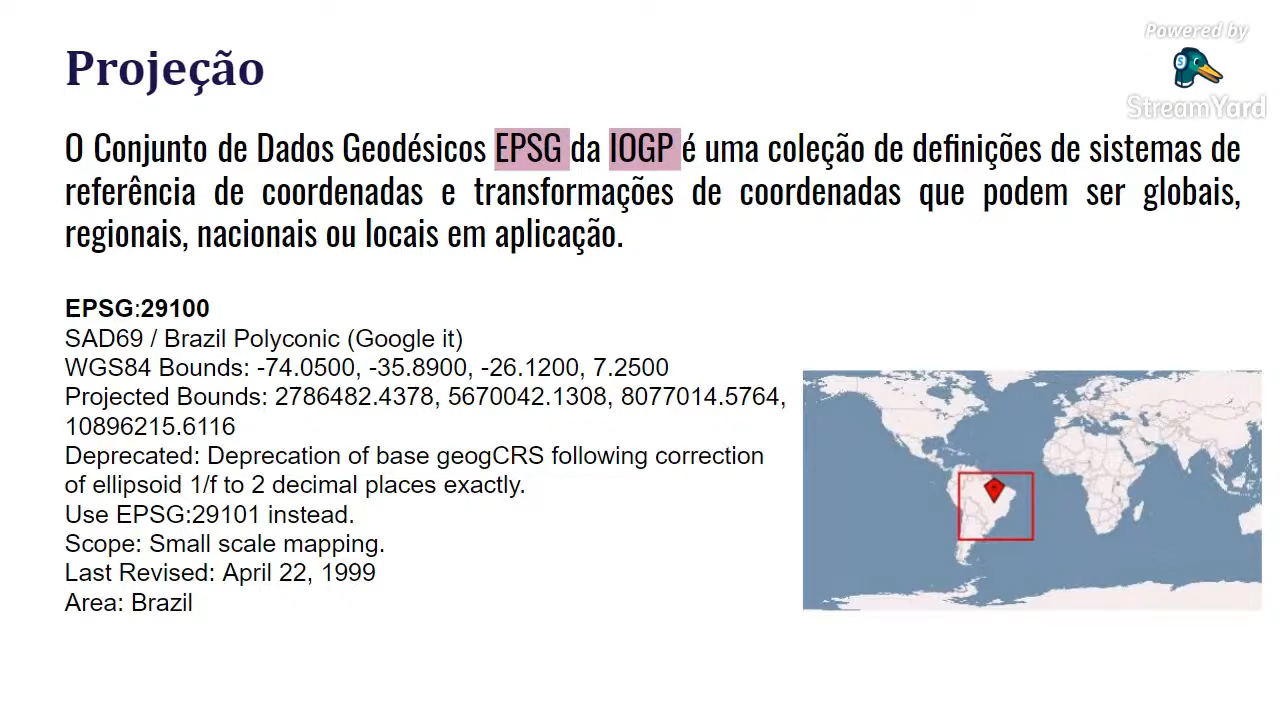 Projeção
Powered by
StreamYard
O Conjunto de Dados Geodésicos EPSG da IOGP é uma coleção de definições de sistemas de
referência de coordenadas e transformações de coordenadas que podem ser globais,
regionais, nacionais ou locais em aplicação.
EPSG:29100
SAD69 / Brazil Polyconic (Google it)
WGS84 Bounds: -74.0500, -35.8900, -26.1200, 7.2500
Projected Bounds: 2786482.4378, 5670042.1308, 8077014.5764,
10896215.6116
Deprecated: Deprecation of base geogCRS following correction
of ellipsoid 1/f to 2 decimal places exactly.
Use EPSG:29101 instead.
Scope: Small scale mapping.
Last Revised: April 22, 1999
Area: Brazil